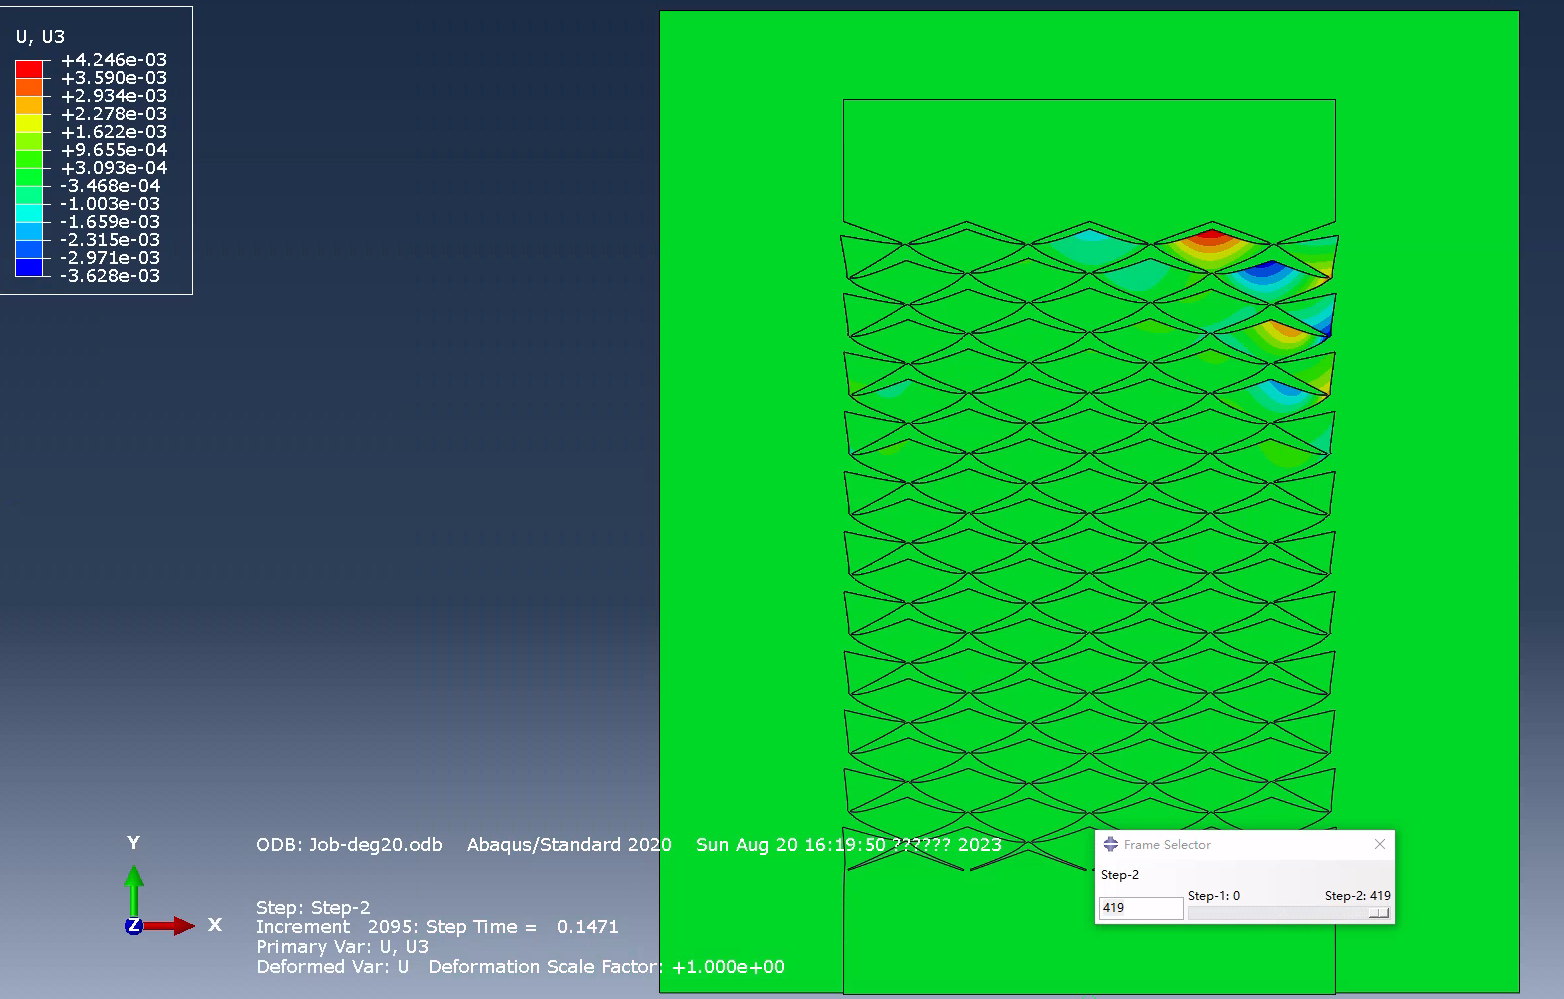 U, U3
+4.246e-03
+3.590e-03
+2.934e-03
+2.278e-03
+1.622e-03
+9.655e-04
+3.093e-04
-3.468e-04
-1.003e-03
-1.659e-03
-2.315e-03
-2.971e-03
-3.628e-03
Y
Z
X
ODB: Job-deg20.odb Abaqus/Standard 2020 Sun Aug 20 16:19:50 ?????? 2023
Step: Step-2
Increment 2095: Step Time = 0.1471
Primary Var: U, U3
Deformed Var: U Deformation Scale Factor: +1.000e+00
Frame Selector
Step-2
Step-1: 0 Step-2: 419
419